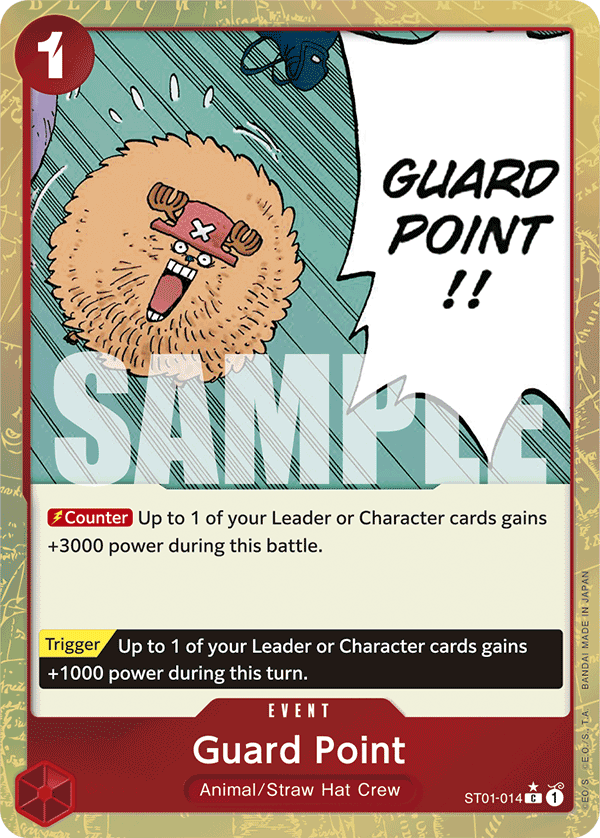 1
GUARD
POINT
!!
SAMPLE
Counter Up to 1 of your Leader or Character cards gains
+3000 power during this battle.
Trigger Up to 1 of your Leader or Character cards gains
+1000 power during this turn.
EVENT
Guard Point
Animal/Straw Hat Crew
ST01-014 C 1
©E.O./S. ©E.O./S.,T.A. BANDAI MADE IN JAPAN